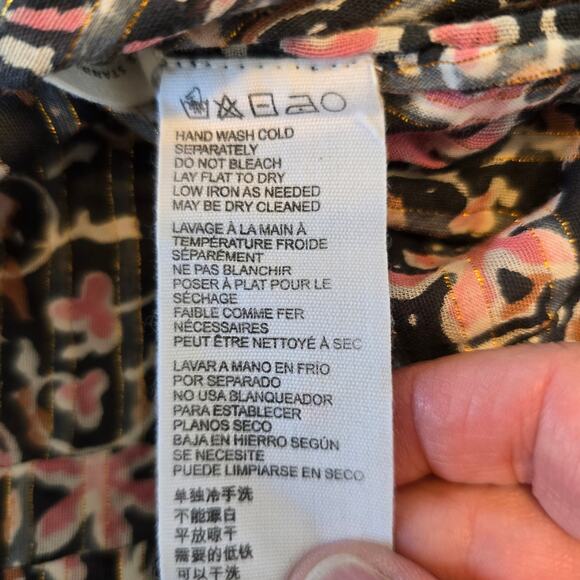 HAND WASH COLD
SEPARATELY
DO NOT BLEACH
LAY FLAT TO DRY
LOW IRON AS NEEDED
MAY BE DRY CLEANED
LAVAGE À LA MAIN À
TEMPÉRATURE FROIDE
SÉPARÉMENT
NE PAS BLANCHIR
POSER À PLAT POUR LE
SÉCHAGE
FAIBLE COMME FER
NÉCESSAIRES
PEUT ÊTRE NETTOYÉ À SEC
LAVAR A MANO EN FRÍO
POR SEPARADO
NO USA BLANQUEADOR
PARA ESTABLECER
PLANOS SECO
BAJA EN HIERRO SEGÚN
SE NECESITE
PUEDE LIMPIARSE EN SECO
单独冷手洗
不能漂白
平放晾干
需要的低铁
可以干洗